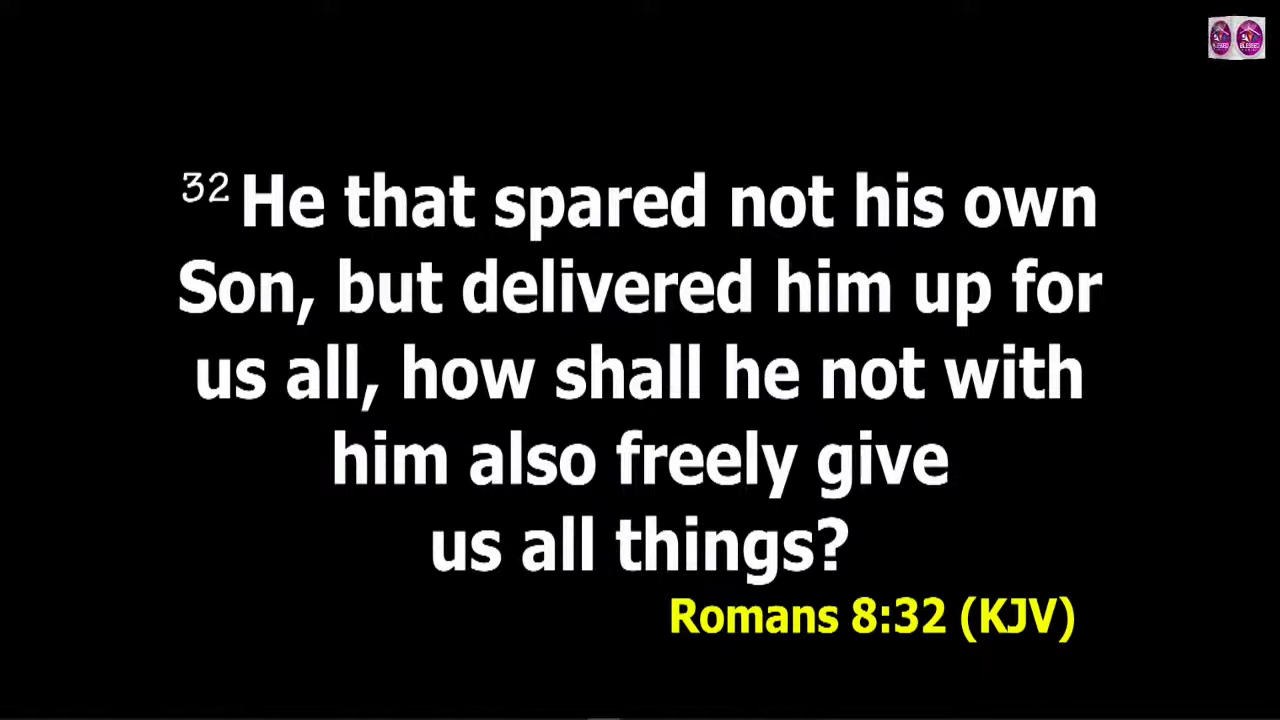 32 He that spared not his own
Son, but delivered him up for
us all, how shall he not with
him also freely give
us all things?
Romans 8:32 (KJV)
BLESSED